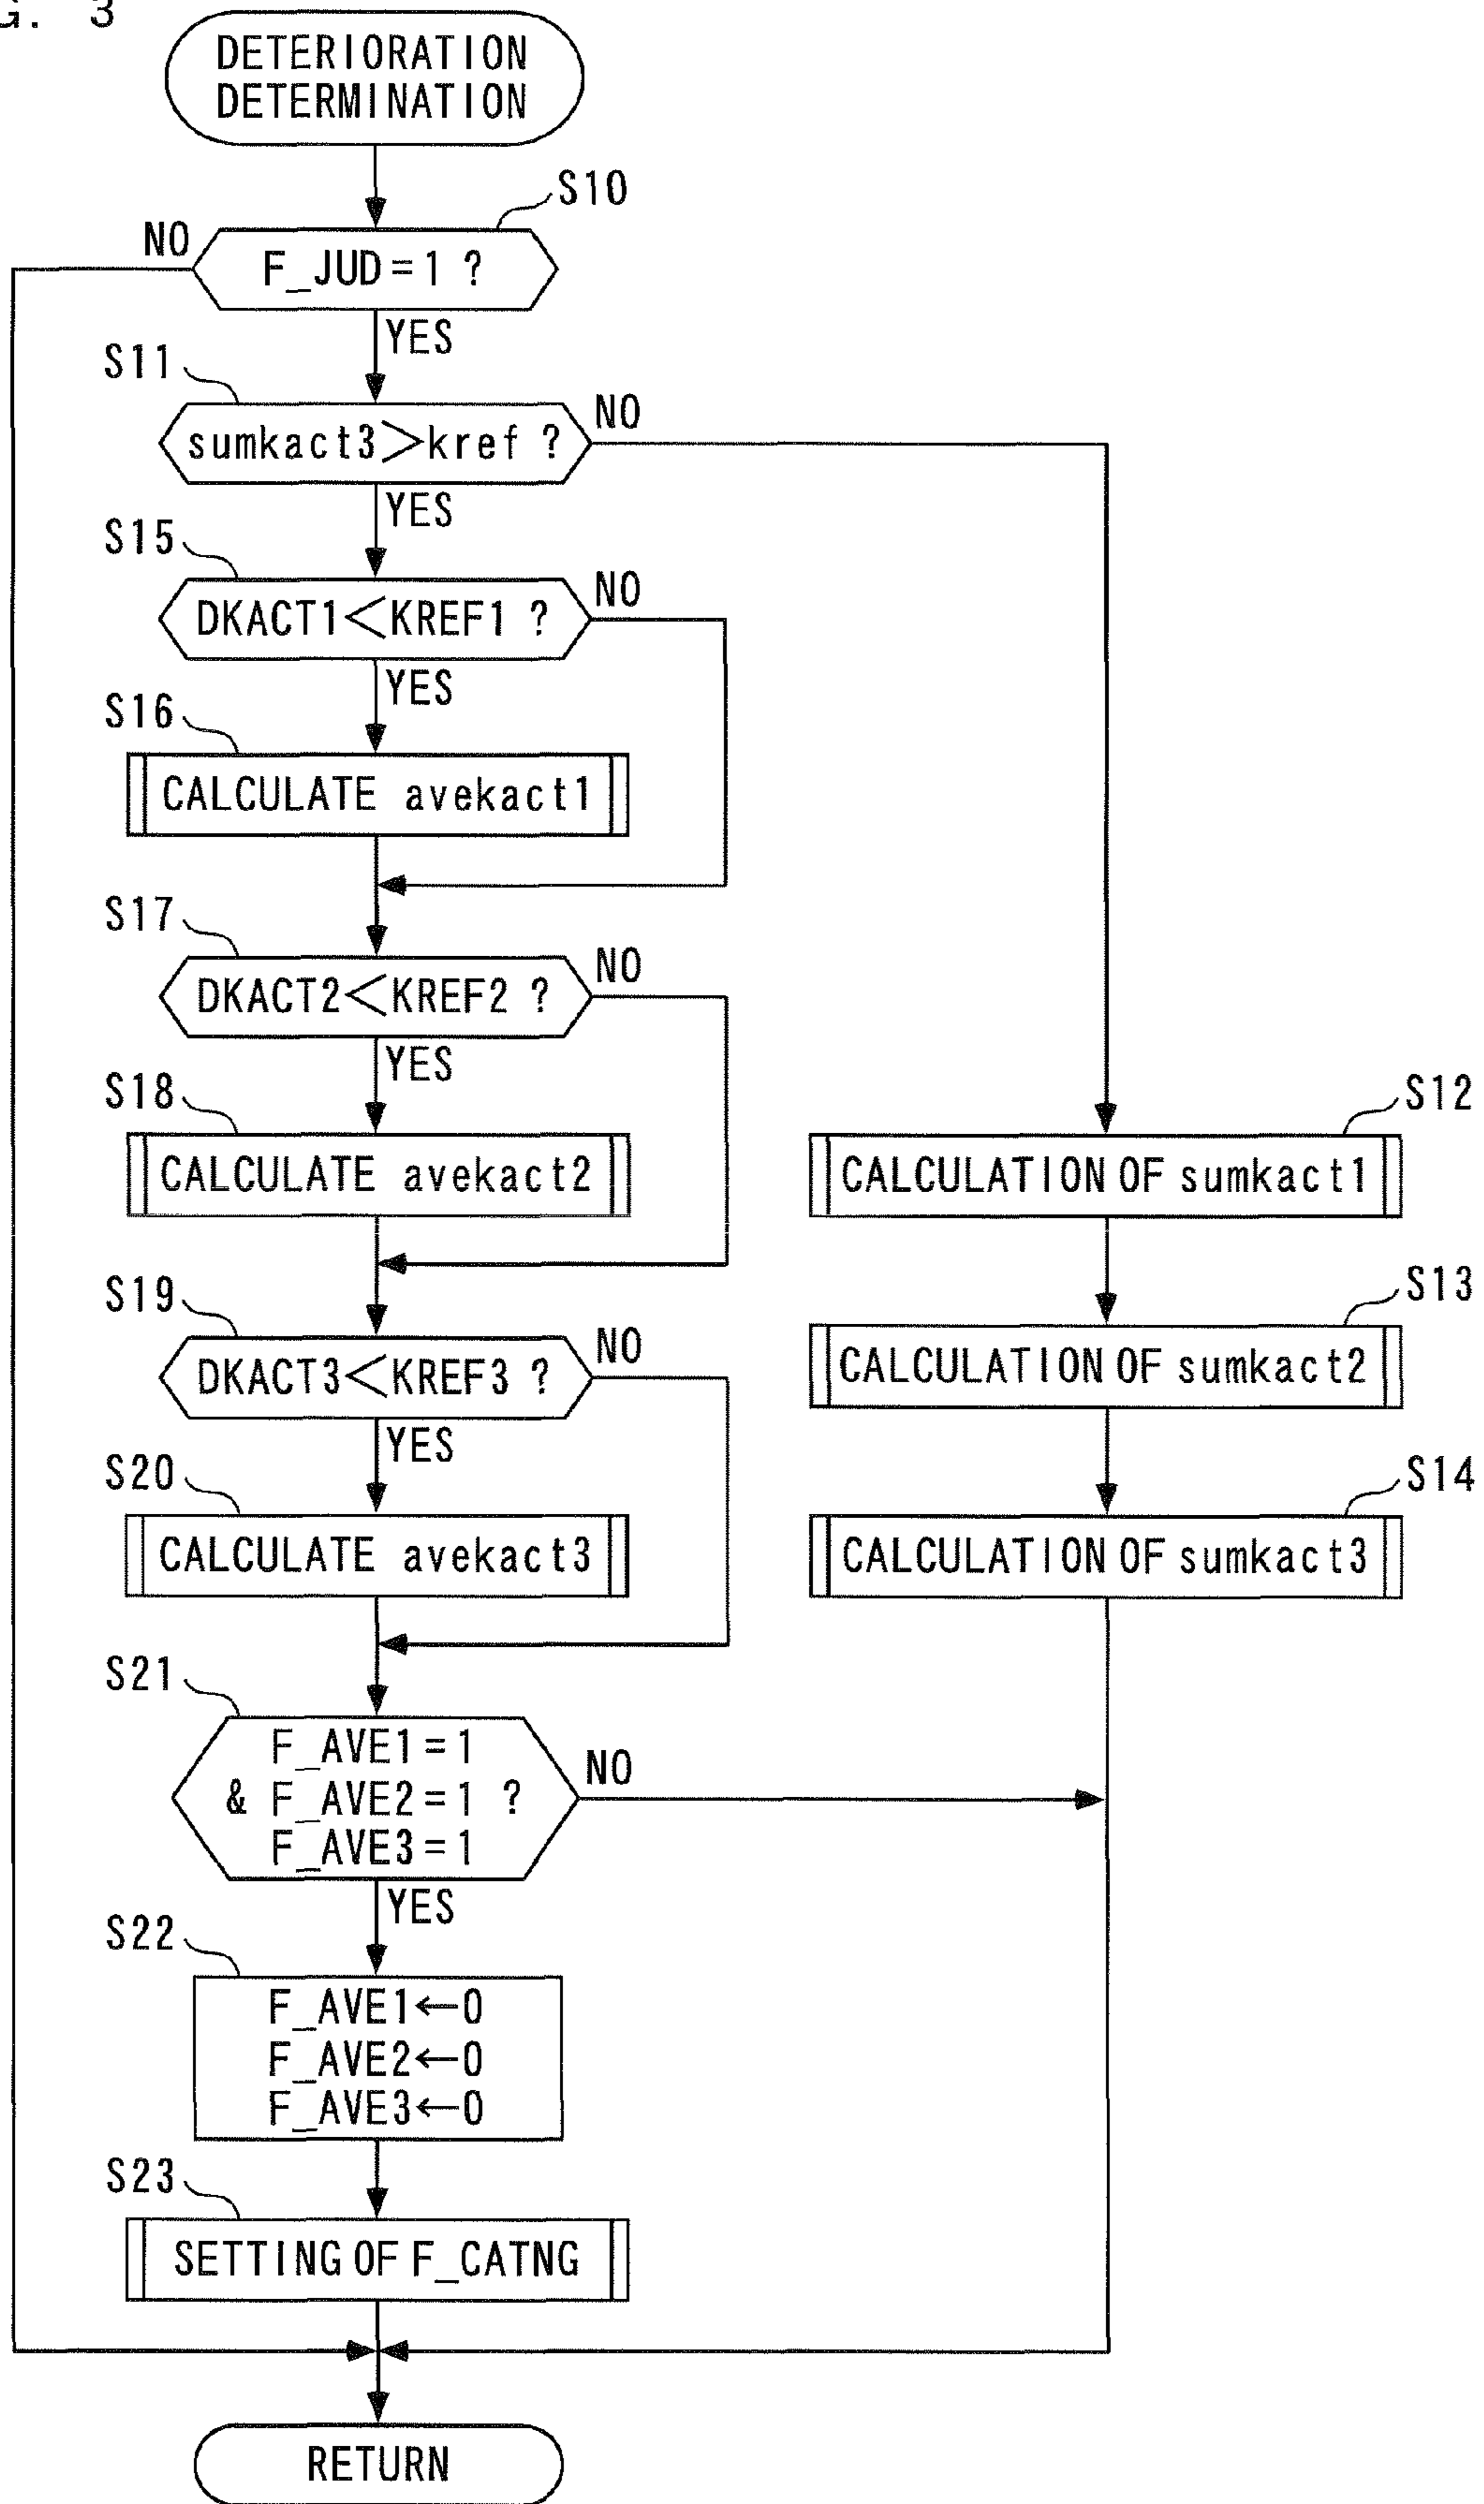 G. 3
DETERIORATION
DETERMINATION
S10
NO
F_JUD=1 ?
YES
S11
sumkact3>kref ?
NO
YES
S15
DKACT1<KREF1 ?
NO
YES
S16
CALCULATE avekact1
S17
DKACT2<KREF2 ?
NO
YES
S18
CALCULATE avekact2
S12
CALCULATION OF sumkact1
S19
DKACT3<KREF3 ?
NO
YES
S13
CALCULATION OF sumkact2
S20
CALCULATE avekact3
S14
CALCULATION OF sumkact3
S21
F_AVE1=1
& F_AVE2=1 ?
F_AVE3=1
NO
YES
S22
F_AVE1←0
F_AVE2←0
F_AVE3←0
S23
SETTING OF F_CATNG
RETURN